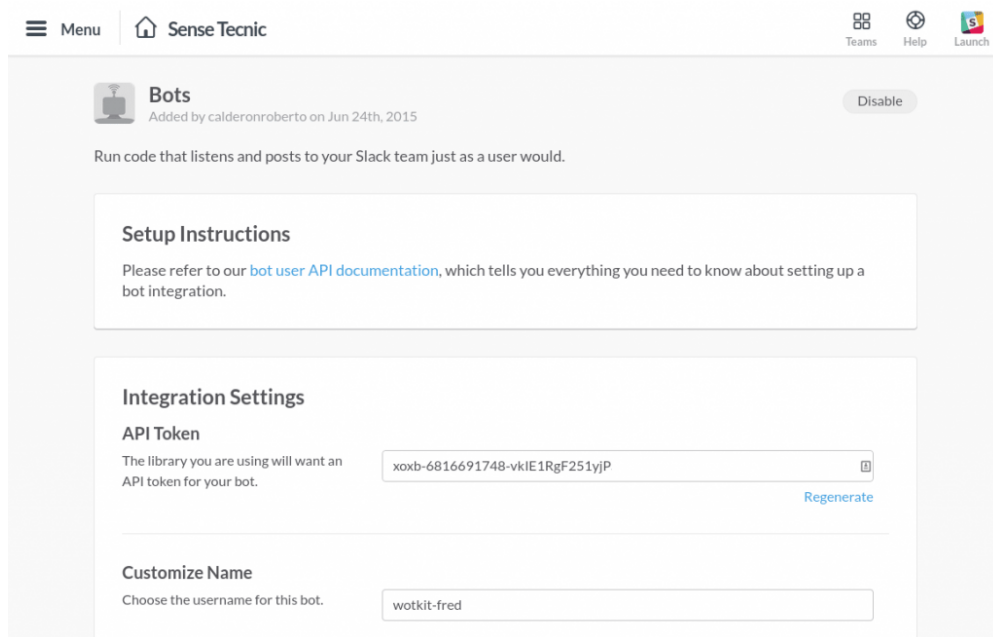 Menu
Sense Tecnic
Teams
Help
Launch
Bots
Added by calderonroberto on Jun 24th, 2015
Disable
Run code that listens and posts to your Slack team just as a user would.
Setup Instructions
Please refer to our bot user API documentation, which tells you everything you need to know about setting up a
bot integration.
Integration Settings
API Token
The library you are using will want an
API token for your bot.
xoxb-6816691748-vkIE1RgF251yjP
Regenerate
Customize Name
Choose the username for this bot.
wotkit-fred